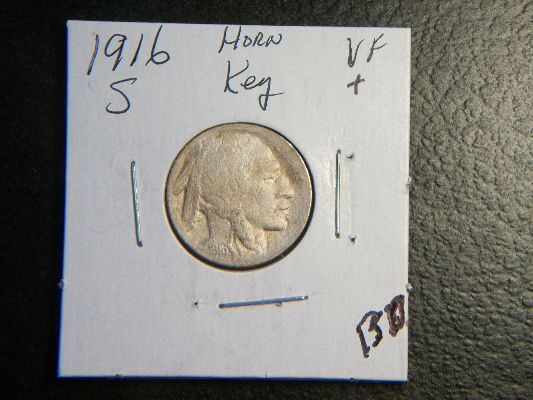 1916 Horn VF
S Key +